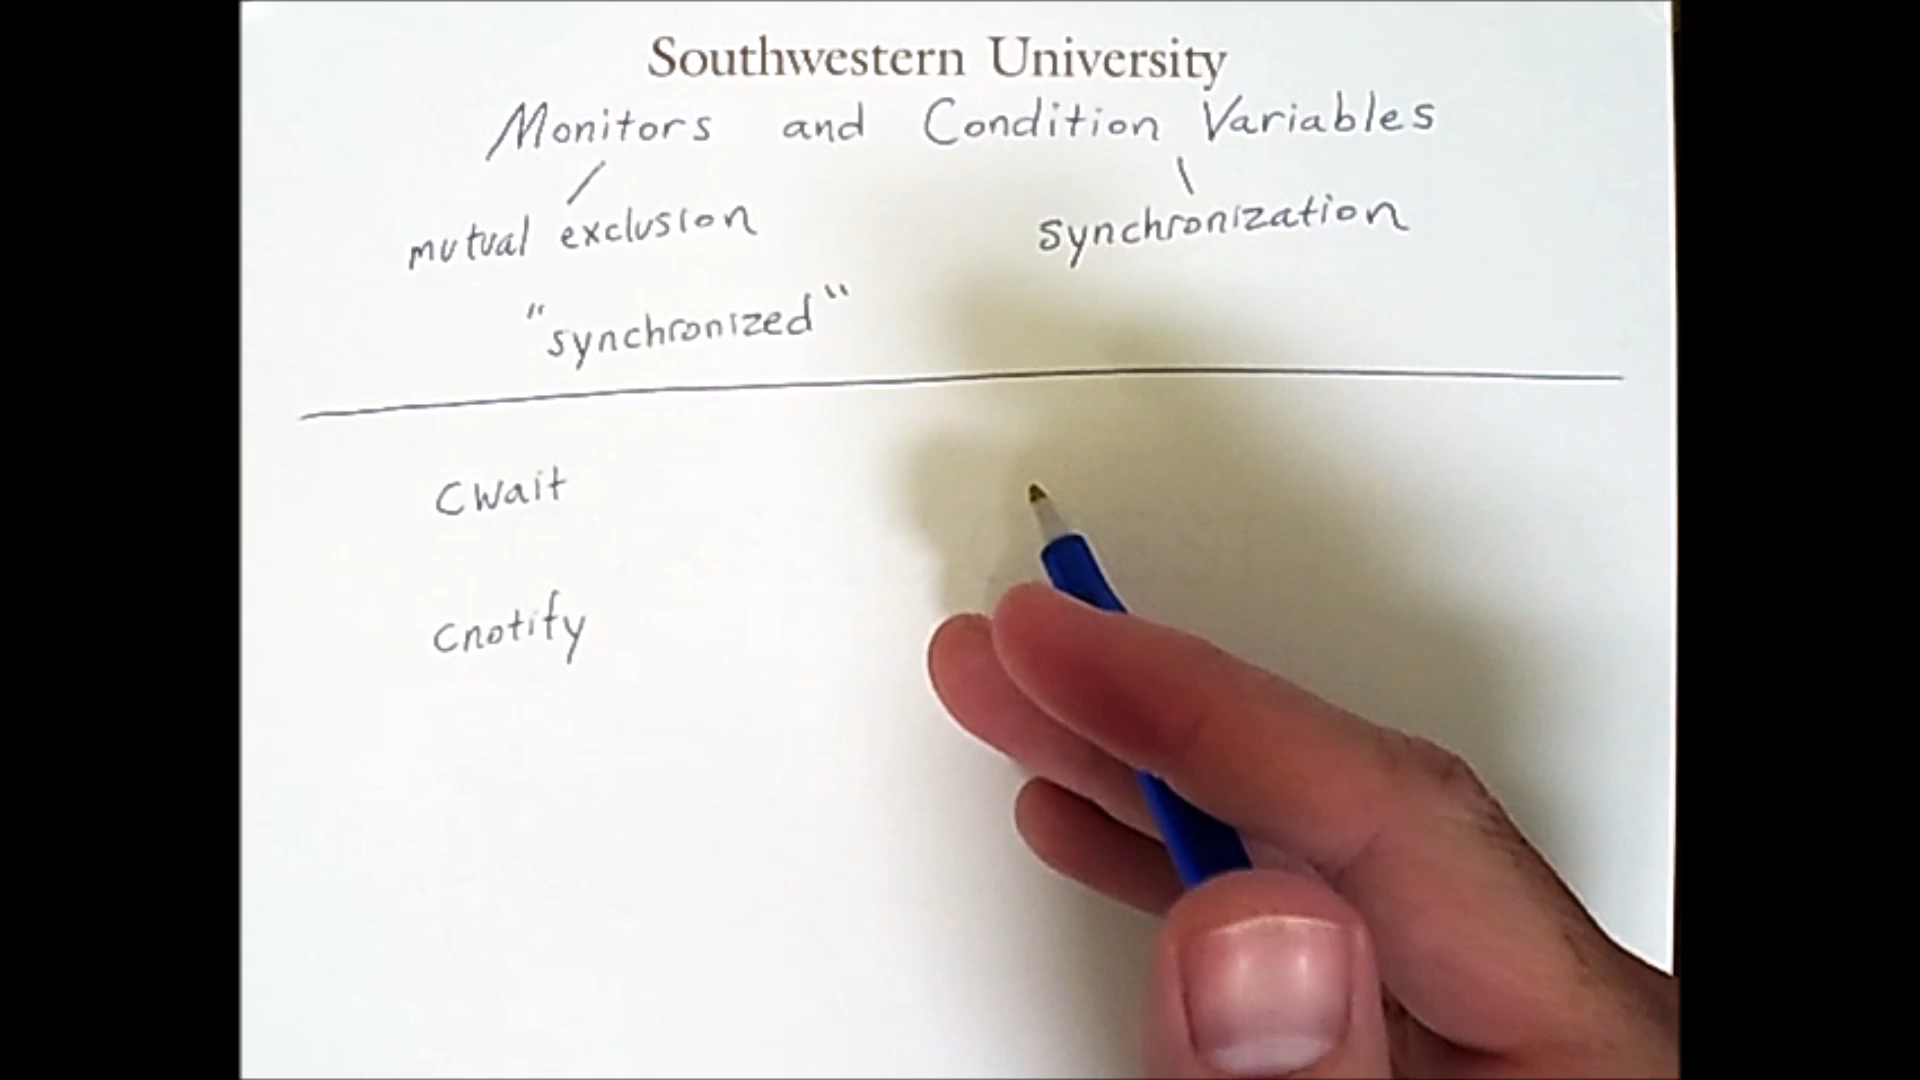 Southwestern University
Monitors and Condition Variables
mutual exclusion synchronization
"synchronized"
cwait
cnotify